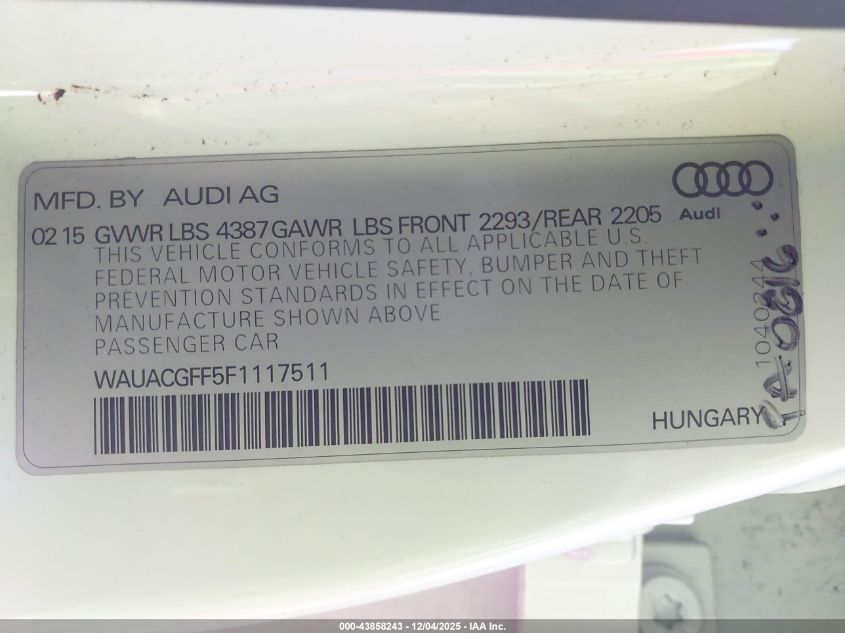 MFD. BY AUDI AG
Audi
02 15 GVWR LBS 4387 GAWR LBS FRONT 2293/REAR 2205
THIS VEHICLE CONFORMS TO ALL APPLICABLE U.S.
FEDERAL MOTOR VEHICLE SAFETY, BUMPER AND THEFT
PREVENTION STANDARDS IN EFFECT ON THE DATE OF
MANUFACTURE SHOWN ABOVE
PASSENGER CAR
WAUACGFF5F1117511
HUNGARY
1040244
000-43858243 - 12/04/2025 - IAA Inc.